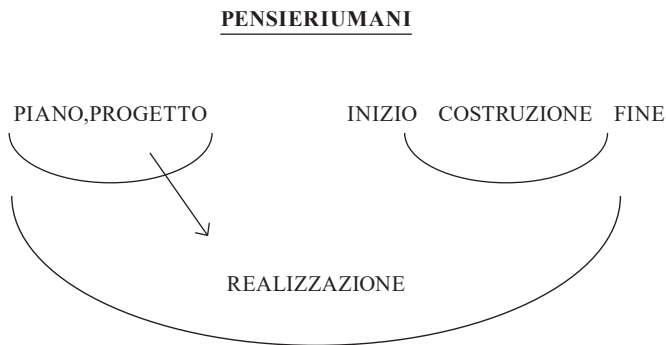 PENSIERIUMANI
PIANO,PROGETTO INIZIO COSTRUZIONE FINE
REALIZZAZIONE